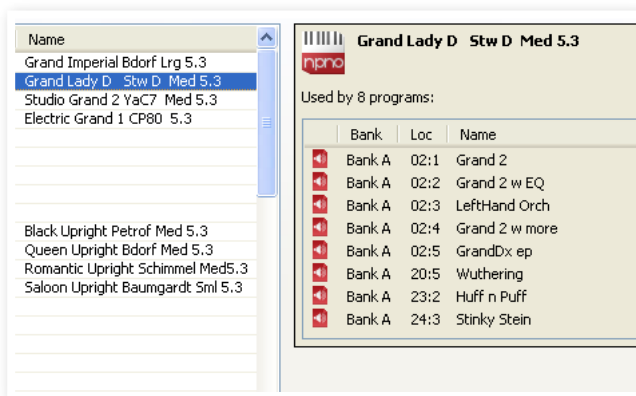 Name
Grand Imperial Bdorf Lrg 5.3
Grand Lady D Stw D Med 5.3
Studio Grand 2 YaC7 Med 5.3
Electric Grand 1 CP80 5.3
Black Upright Petrof Med 5.3
Queen Upright Bdorf Med 5.3
Romantic Upright Schimmel Med5.3
Saloon Upright Baumgardt Sml 5.3
npno
Grand Lady D Stw D Med 5.3
Used by 8 programs:
Bank Loc Name
Bank A 02:1 Grand 2
Bank A 02:2 Grand 2 w EQ
Bank A 02:3 LeftHand Orch
Bank A 02:4 Grand 2 w more
Bank A 02:5 GrandDx ep
Bank A 20:5 Wuthering
Bank A 23:2 Huff n Puff
Bank A 24:3 Stinky Stein